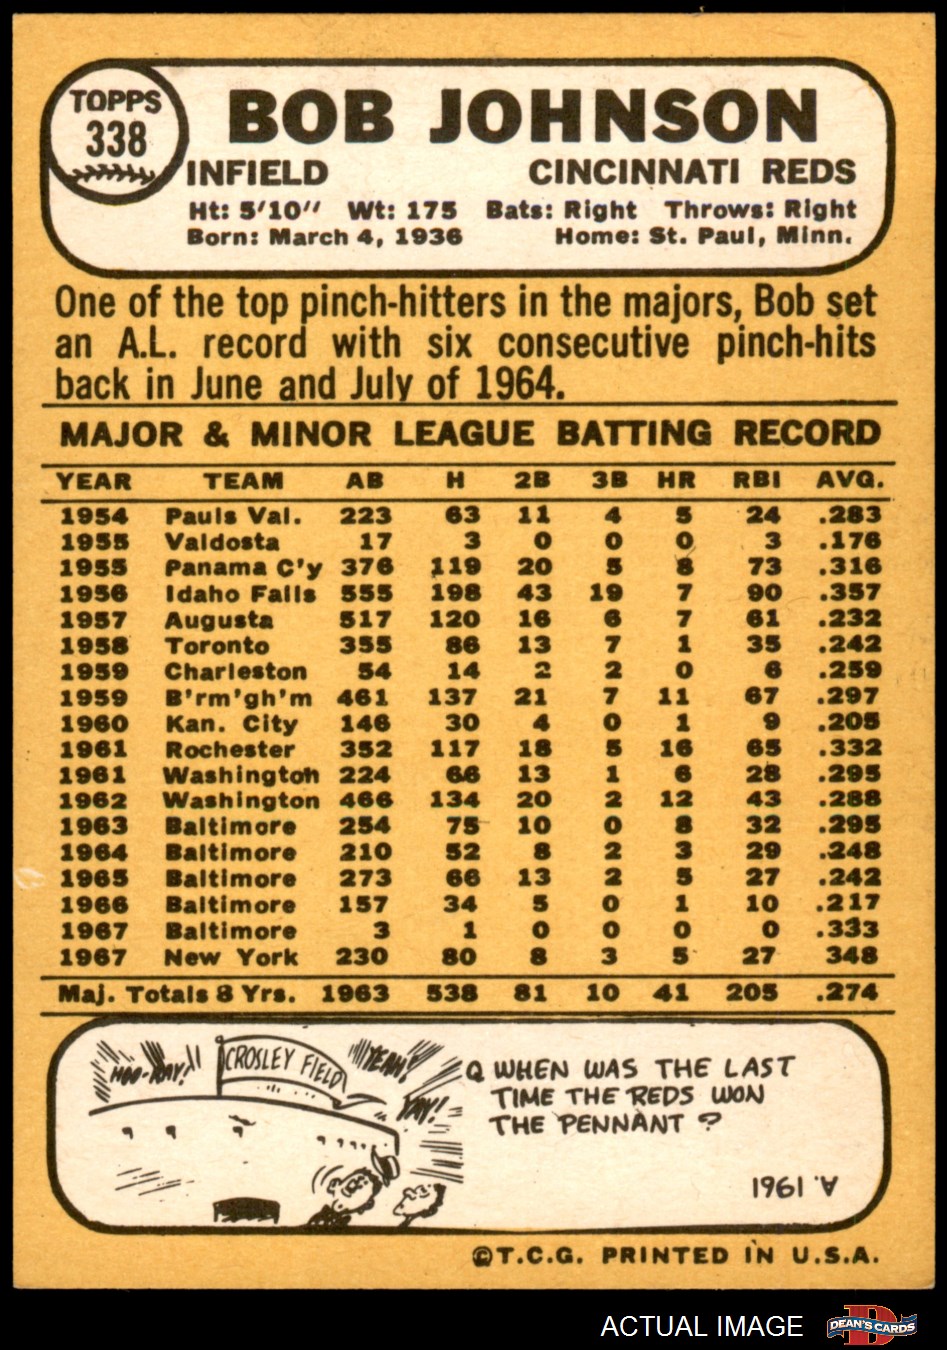 TOPPS
338
BOB JOHNSON
INFIELD CINCINNATI REDS
Ht: 5'10" Wt: 175 Bats: Right Throws: Right
Born: March 4, 1936 Home: St. Paul, Minn.
One of the top pinch-hitters in the majors, Bob set
an A.L. record with six consecutive pinch-hits
back in June and July of 1964.
MAJOR & MINOR LEAGUE BATTING RECORD
YEAR TEAM AB H 2B 3B HR RBI AVG.
1954 Pauls Val. 223 63 11 4 5 24 .283
1955 Valdosta 17 3 0 0 0 3 .176
1955 Panama C'y 376 119 20 5 8 73 .316
1956 Idaho Falls 555 198 43 19 7 90 .357
1957 Augusta 517 120 16 6 7 61 .232
1958 Toronto 355 86 13 7 1 35 .242
1959 Charleston 54 14 2 2 0 6 .259
1959 B'rm'gh'm 461 137 21 7 11 67 .297
1960 Kan. City 146 30 4 0 1 9 .205
1961 Rochester 352 117 18 5 16 65 .332
1961 Washington 224 66 13 1 6 28 .295
1962 Washington 466 134 20 2 12 43 .288
1963 Baltimore 254 75 10 0 8 32 .295
1964 Baltimore 210 52 8 2 3 29 .248
1965 Baltimore 273 66 13 2 5 27 .242
1966 Baltimore 157 34 5 0 1 10 .217
1967 Baltimore 3 1 0 0 0 0 .333
1967 New York 230 80 8 3 5 27 .348
Maj. Totals 8 Yrs. 1963 538 81 10 41 205 .274
HOO-RAY!
CROSLEY FIELD
YEAH!
YAY!
Q WHEN WAS THE LAST
TIME THE REDS WON
THE PENNANT ?
A. 1961
©T.C.G. PRINTED IN U.S.A.
ACTUAL IMAGE
D
DEAN'S CARDS